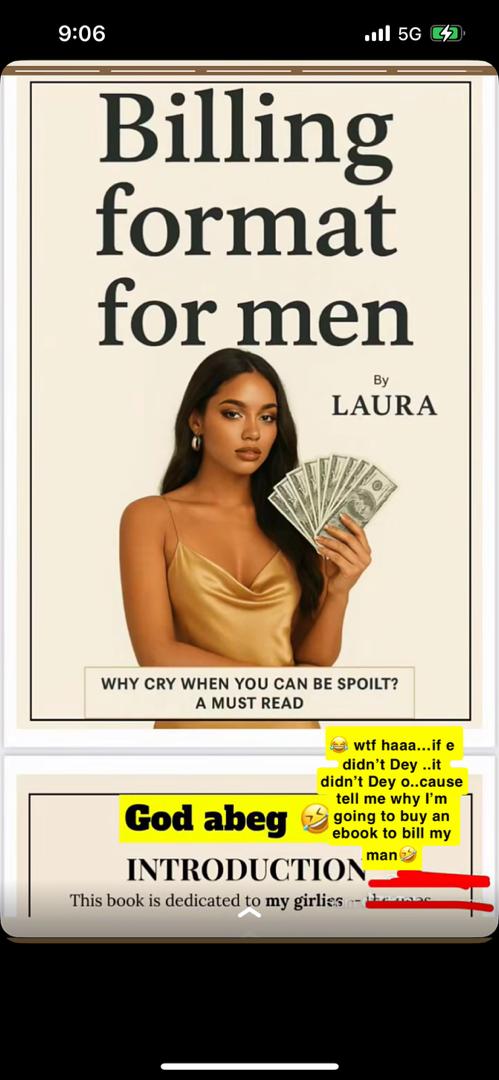 9:06
5G
Billing
format
for men
By
LAURA
WHY CRY WHEN YOU CAN BE SPOILT?
A MUST READ
😂 wtf haaa...if e
didn't Dey ..it
didn't Dey o..cause
tell me why I'm
going to buy an
ebook to bill my
man🤣
God abeg 🤣
INTRODUCTION
This book is dedicated to my girlies -